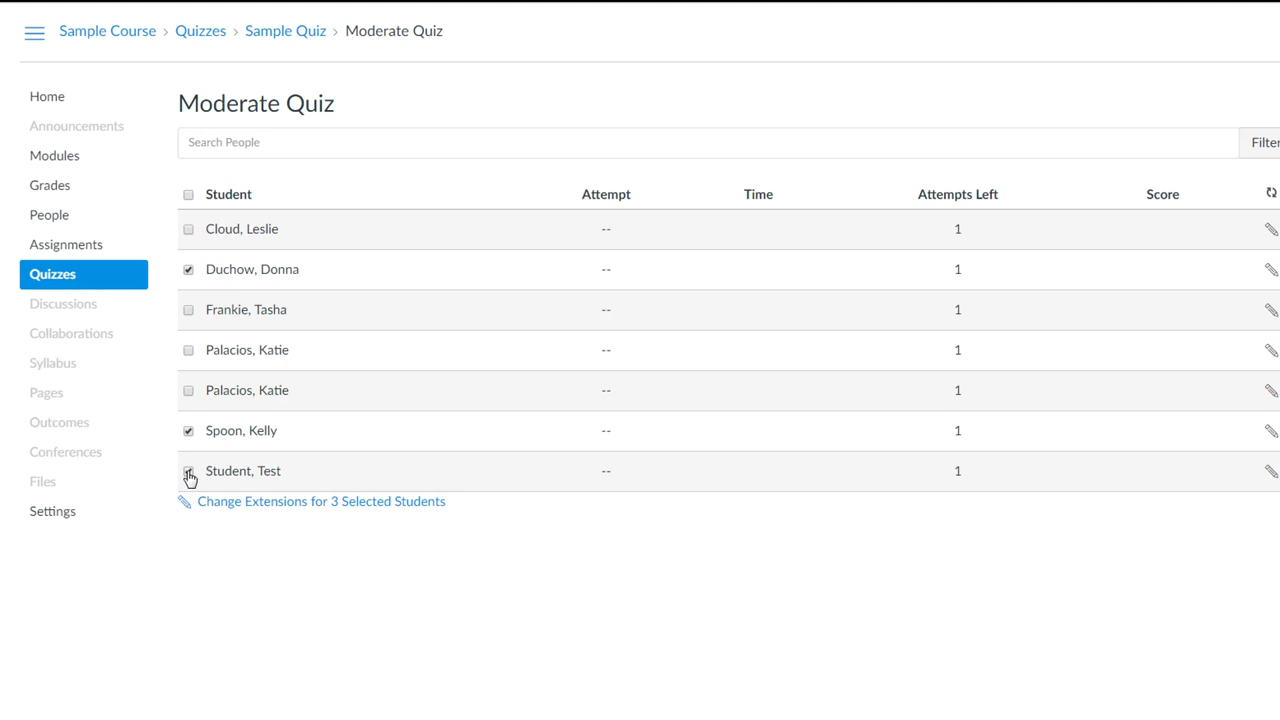 Sample Course › Quizzes › Sample Quiz › Moderate Quiz
Home
Announcements
Modules
Grades
People
Assignments
Quizzes
Discussions
Collaborations
Syllabus
Pages
Outcomes
Conferences
Files
Settings
Moderate Quiz
Search People
Filter
Student Attempt Time Attempts Left Score
Cloud, Leslie -- 1
Duchow, Donna -- 1
Frankie, Tasha -- 1
Palacios, Katie -- 1
Palacios, Katie -- 1
Spoon, Kelly -- 1
Student, Test -- 1
Change Extensions for 3 Selected Students